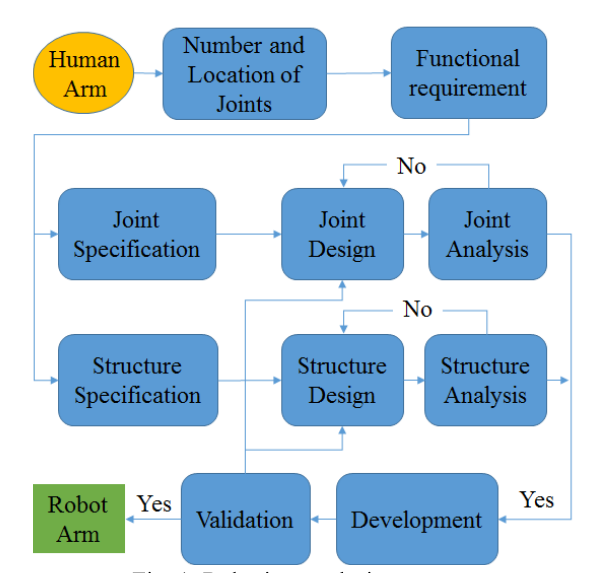 Human
Arm
Number and
Location of
Joints
Functional
requirement
No
Joint
Specification
Joint
Design
Joint
Analysis
No
Structure
Specification
Structure
Design
Structure
Analysis
Robot
Arm
Yes
Validation
Development
Yes